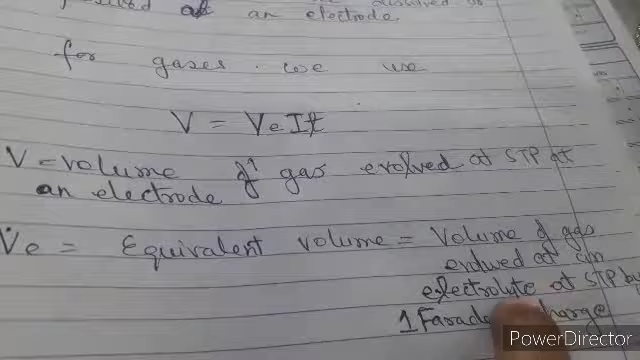 at an electrode
for gases we use
V = VeIt
V = volume of gas evolved at STP at
an electrode
Ve = Equivalent volume = Volume of gas
evolved at an
electrolyte at STP by
1 Farad charge
PowerDirector